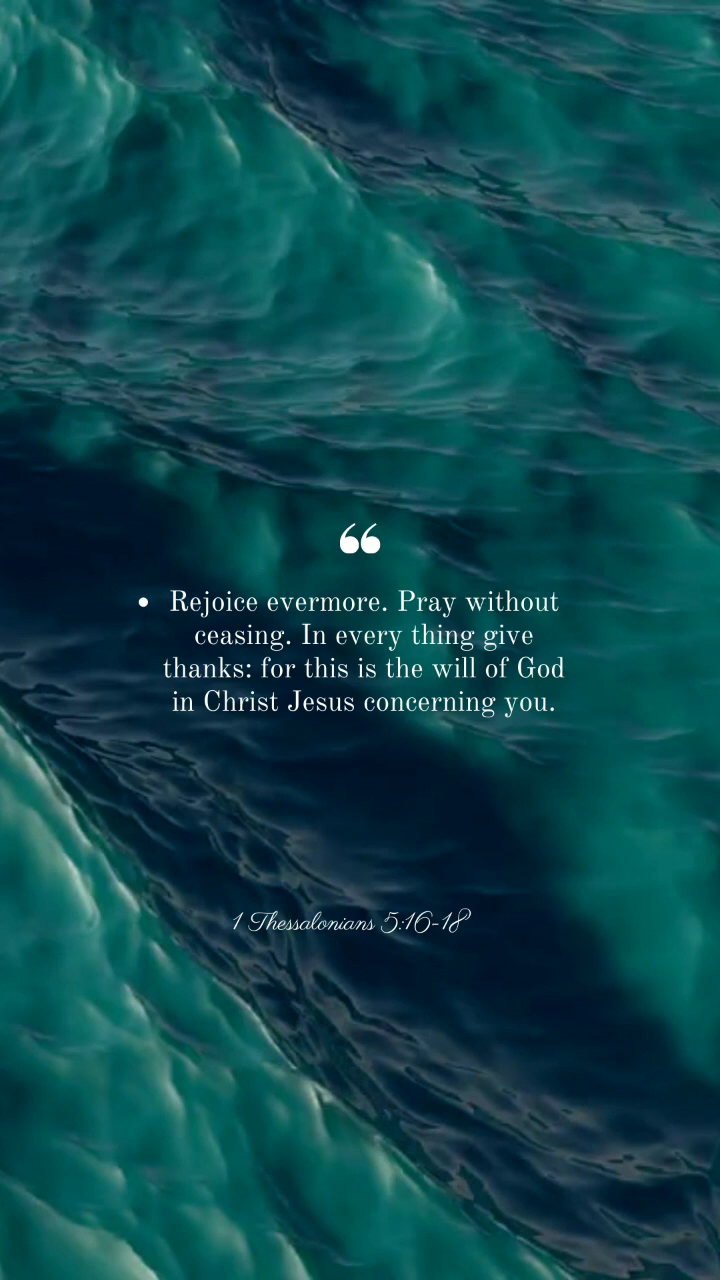 ❝
• Rejoice evermore. Pray without
ceasing. In every thing give
thanks: for this is the will of God
in Christ Jesus concerning you.
1 Thessalonians 5:16-18